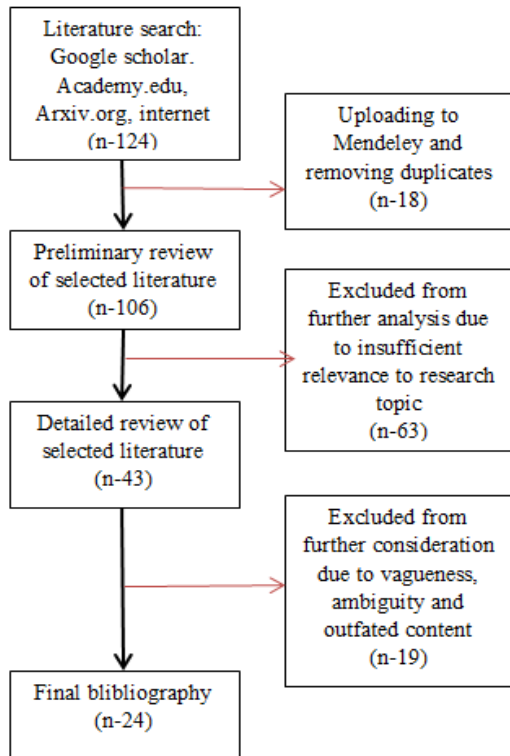 Literature search:
Google scholar.
Academy.edu,
Arxiv.org, internet
(n-124)
Uploading to
Mendeley and
removing duplicates
(n-18)
Preliminary review
of selected literature
(n-106)
Excluded from
further analysis due
to insufficient
relevance to research
topic
(n-63)
Detailed review of
selected literature
(n-43)
Excluded from
further consideration
due to vagueness,
ambiguity and
outfated content
(n-19)
Final blibliography
(n-24)